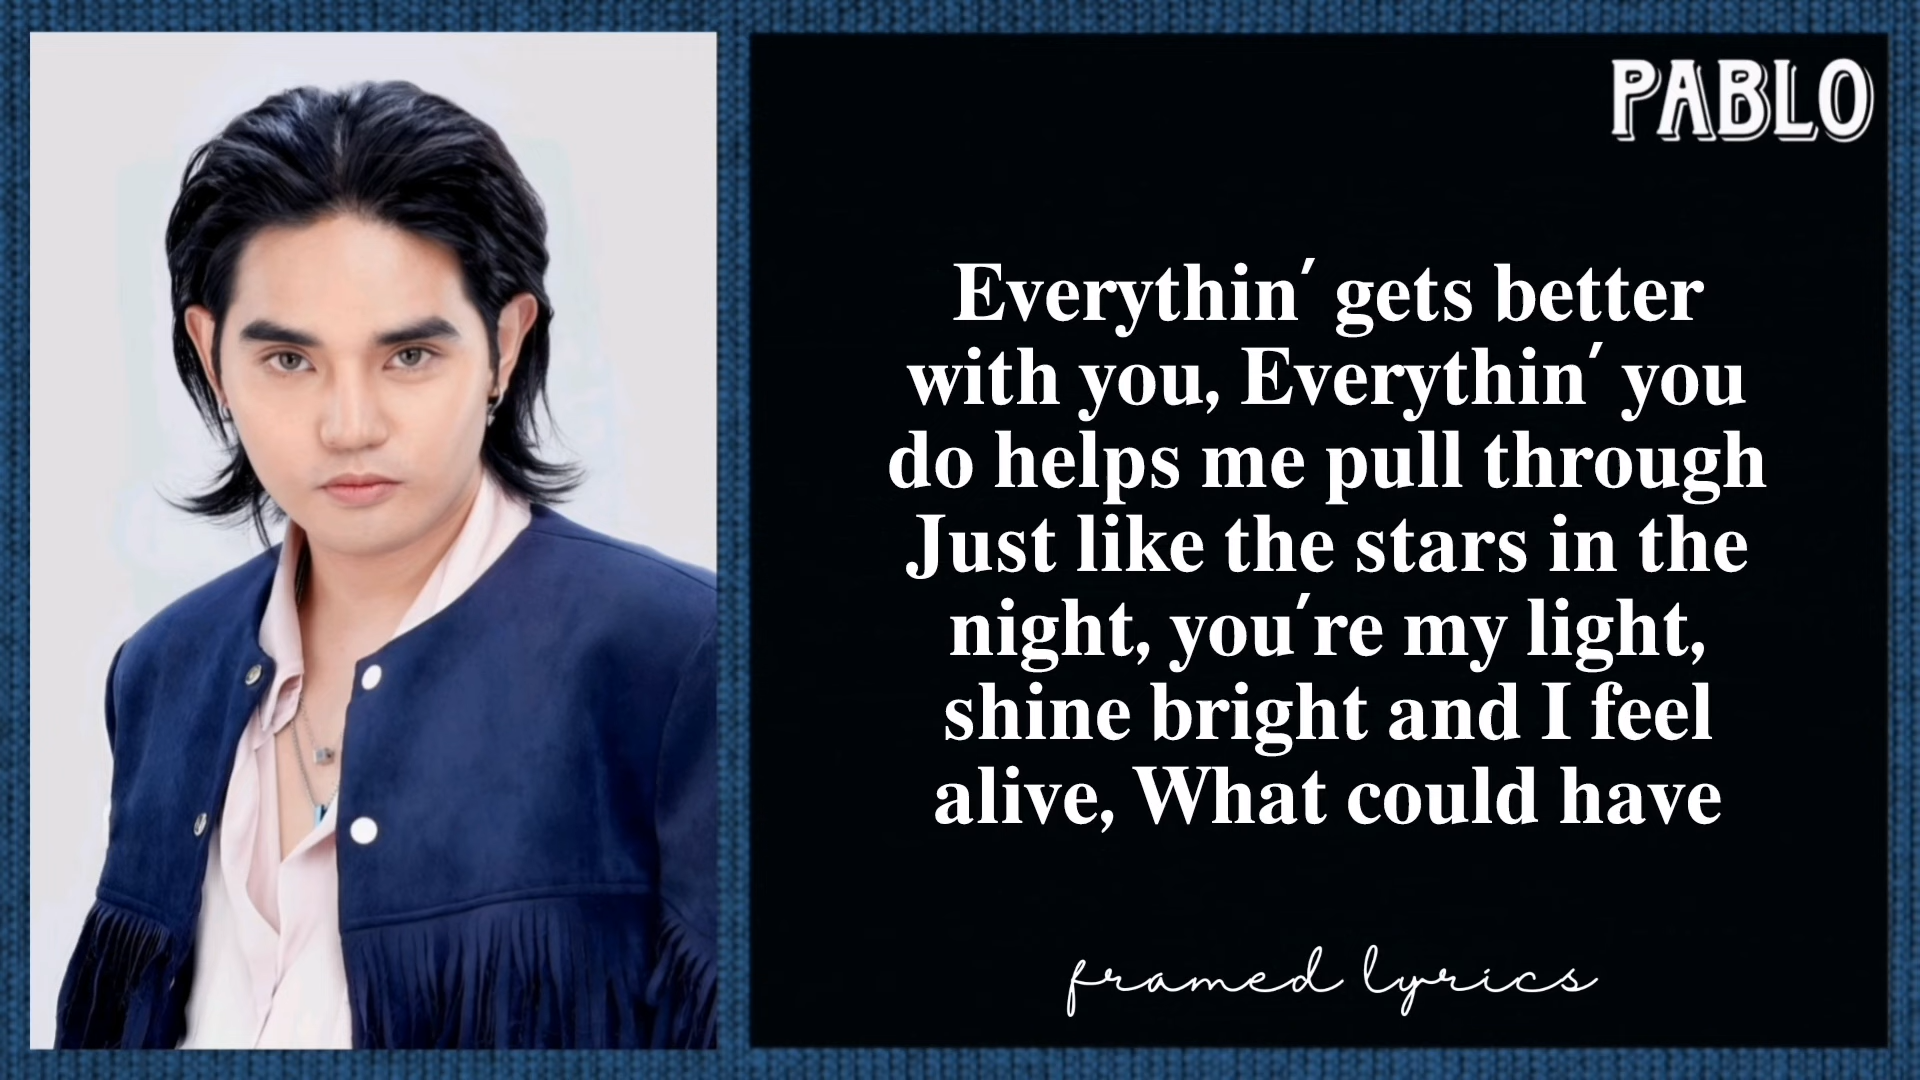 PABLO
Everythin' gets better
with you, Everythin' you
do helps me pull through
Just like the stars in the
night, you're my light,
shine bright and I feel
alive, What could have
framed lyrics